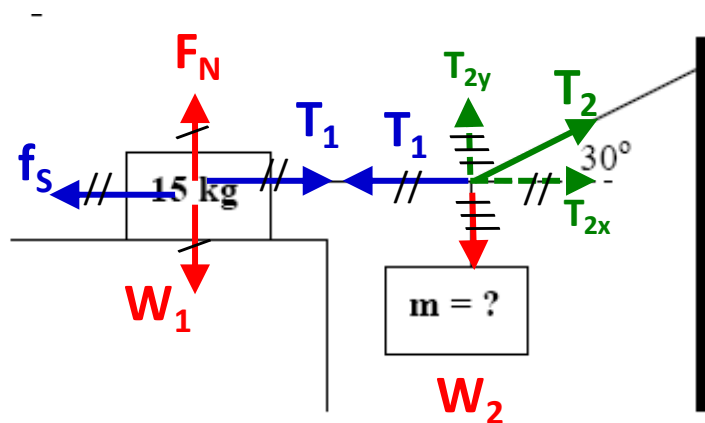 F_N
T_2y
T_1
T_1
T_2
f_S
15 kg
30°
T_2x
W_1
m = ?
W_2